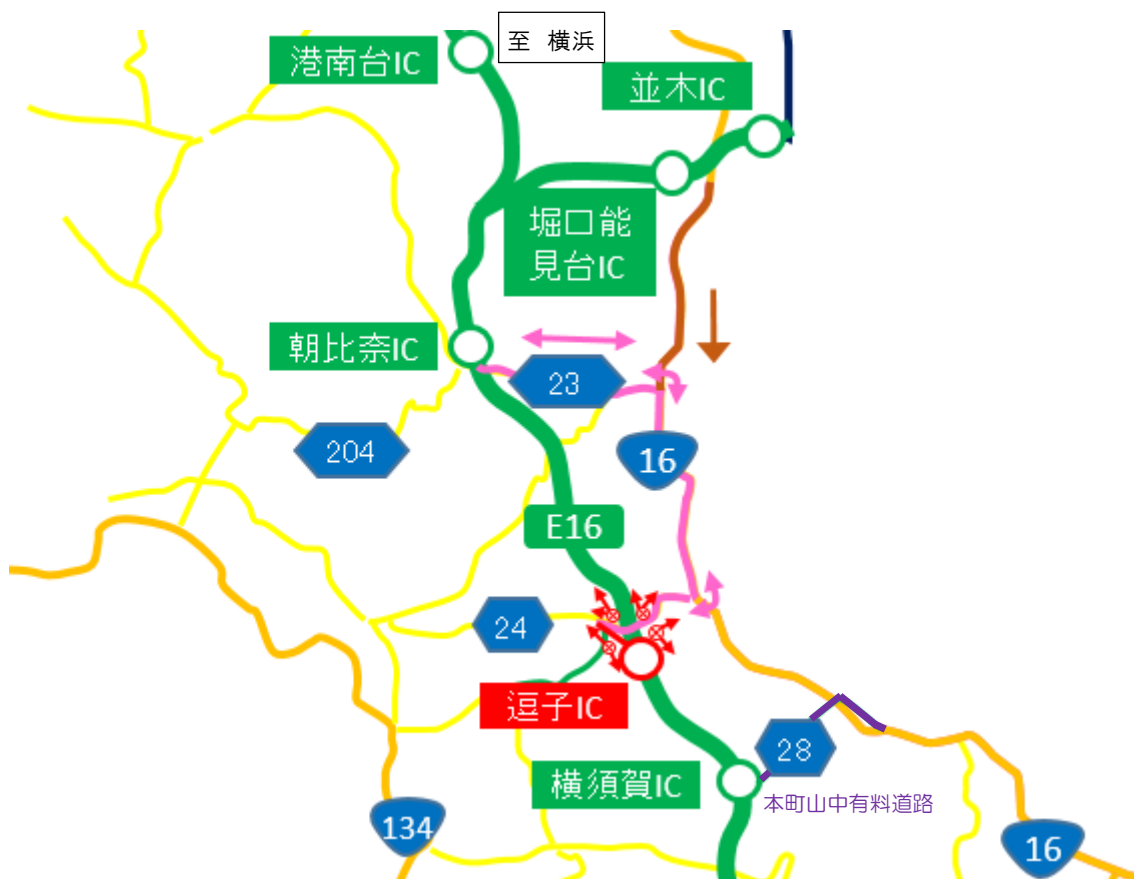 至 横浜
港南台IC
並木IC
堀口能
見台IC
朝比奈IC
23
204
16
E16
24
逗子IC
28
横須賀IC
本町山中有料道路
134
16